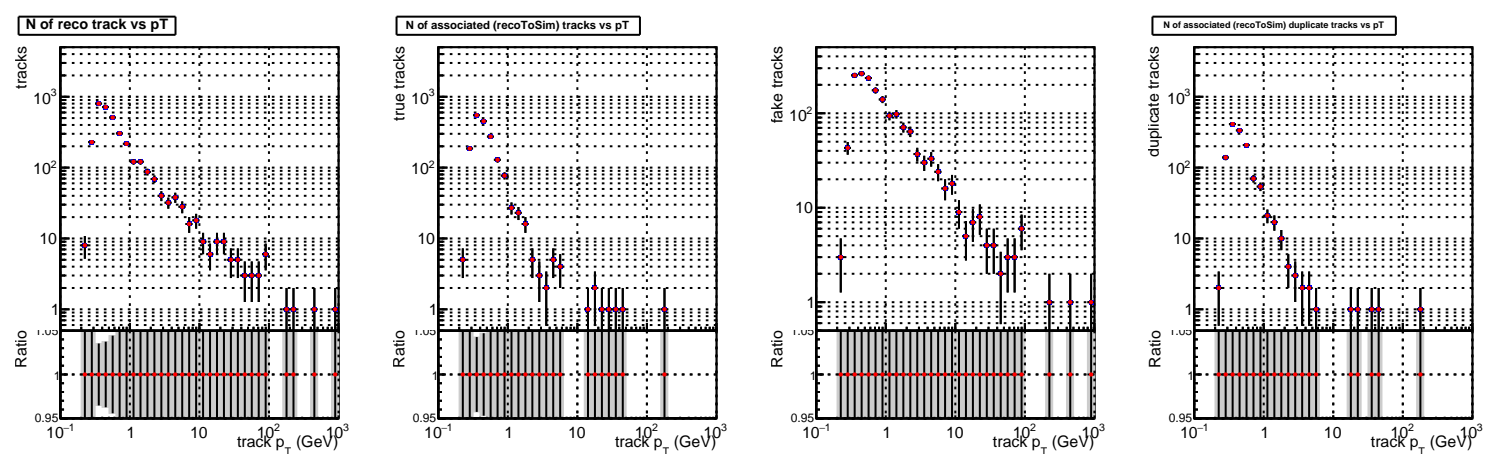 N of reco track vs pT
tracks
10³
10²
10
1
Ratio
1.05
1
0.95
10⁻¹ 1 10 10² 10³
track p_T (GeV)
N of associated (recoToSim) tracks vs pT
true tracks
10³
10²
10
1
Ratio
1.05
1
0.95
10⁻¹ 1 10 10² 10³
track p_T (GeV)
fake tracks
10²
10
1
Ratio
1.05
1
0.95
10⁻¹ 1 10 10² 10³
track p_T (GeV)
N of associated (recoToSim) duplicate tracks vs pT
duplicate tracks
10³
10²
10
1
Ratio
1.05
1
0.95
10⁻¹ 1 10 10² 10³
track p_T (GeV)